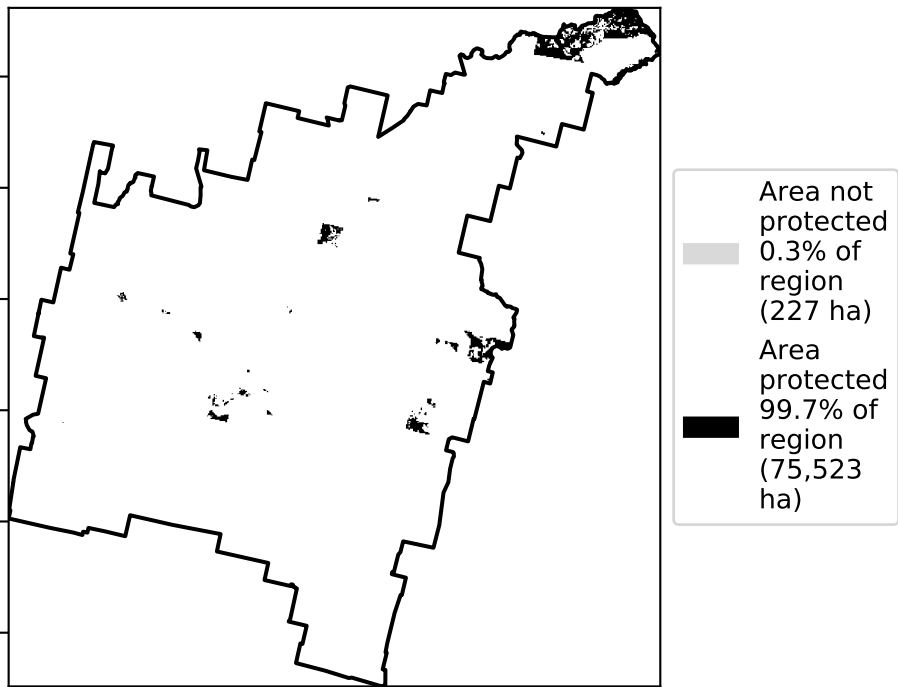 Area not
protected
0.3% of
region
(227 ha)
Area
protected
99.7% of
region
(75,523
ha)